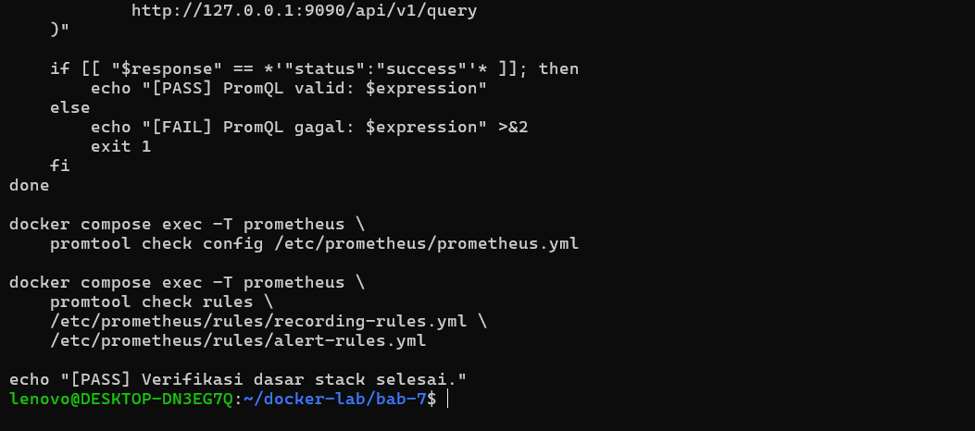 http://127.0.0.1:9090/api/v1/query
    )"

    if [[ "$response" == *'"status":"success"'* ]]; then
        echo "[PASS] PromQL valid: $expression"
    else
        echo "[FAIL] PromQL gagal: $expression" >&2
        exit 1
    fi
done

docker compose exec -T prometheus \
    promtool check config /etc/prometheus/prometheus.yml

docker compose exec -T prometheus \
    promtool check rules \
    /etc/prometheus/rules/recording-rules.yml \
    /etc/prometheus/rules/alert-rules.yml

echo "[PASS] Verifikasi dasar stack selesai."
lenovo@DESKTOP-DN3EG7Q:~/docker-lab/bab-7$